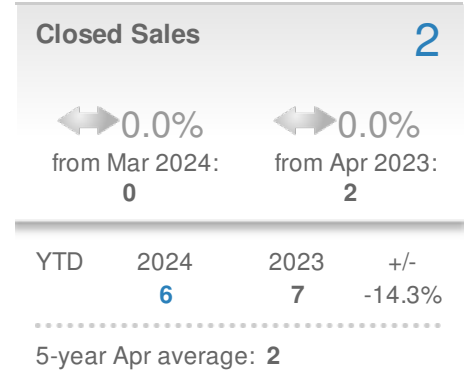 Closed Sales 2
0.0% 0.0%
from Mar 2024: from Apr 2023:
0 2
YTD 2024 2023 +/-
6 7 -14.3%
5-year Apr average: 2